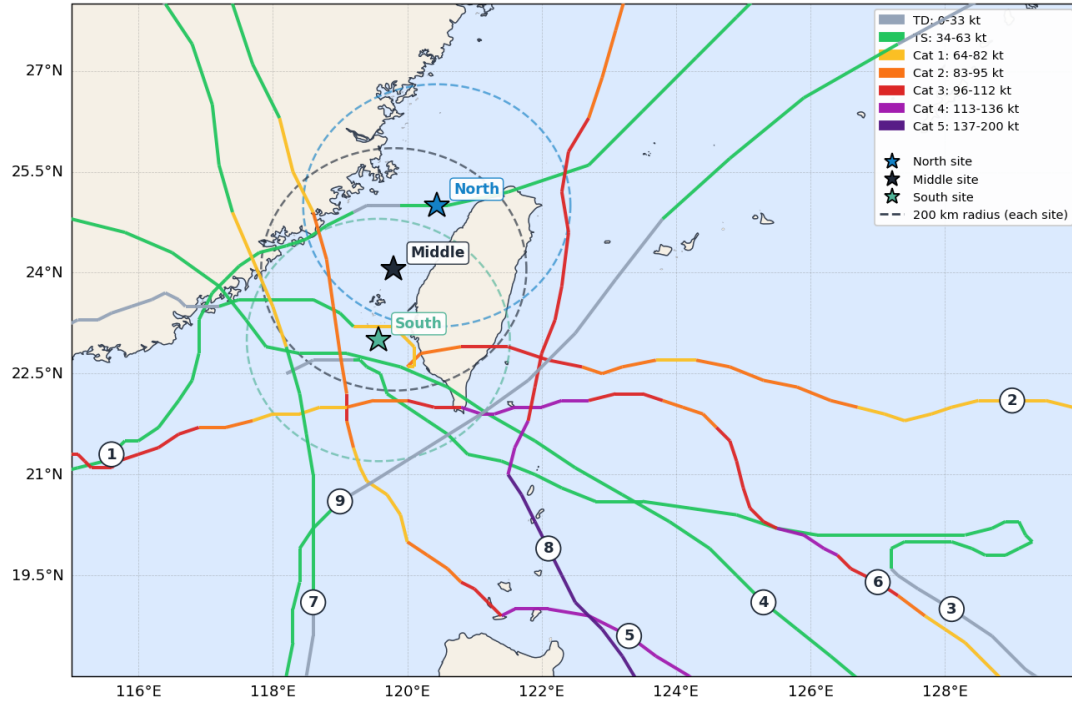 TD: 0-33 kt
TS: 34-63 kt
Cat 1: 64-82 kt
Cat 2: 83-95 kt
Cat 3: 96-112 kt
Cat 4: 113-136 kt
Cat 5: 137-200 kt
North site
Middle site
South site
200 km radius (each site)
27°N
25.5°N
24°N
22.5°N
21°N
19.5°N
North
Middle
South
2
1
9
8
6
7
4
3
5
116°E
118°E
120°E
122°E
124°E
126°E
128°E